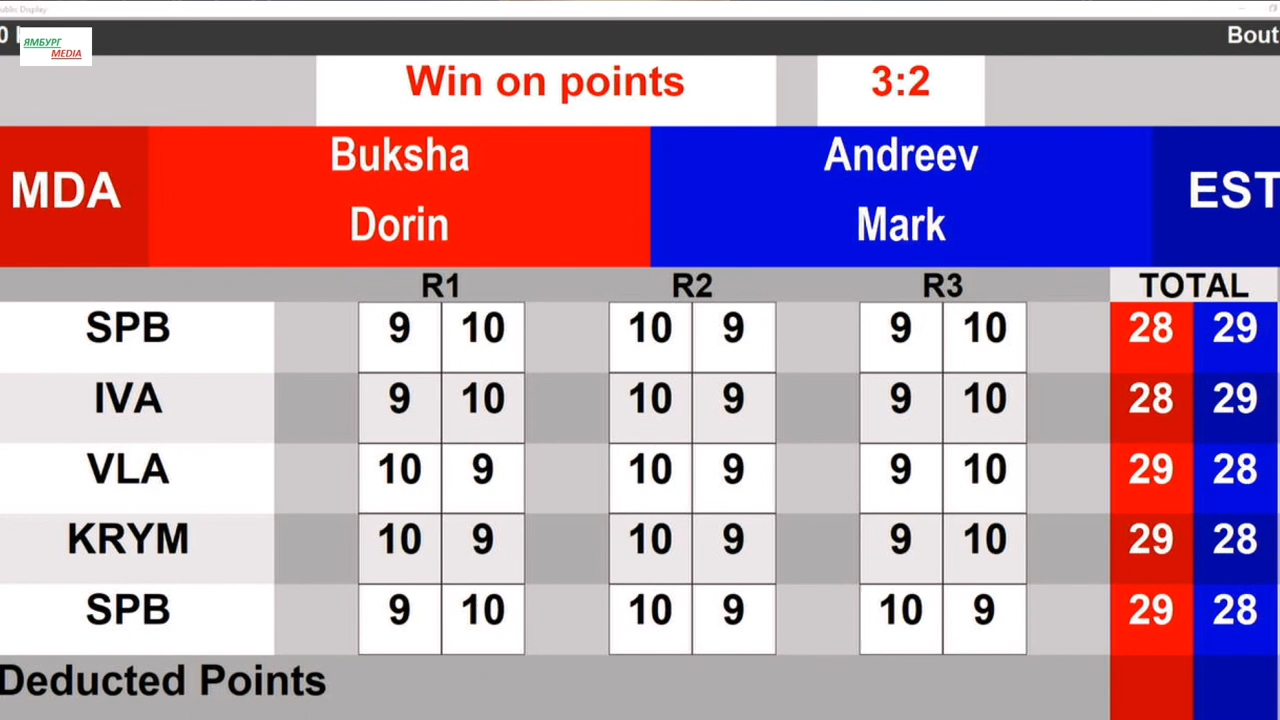 Public Display
ЯМБУРГ
MEDIA
Bout
Win on points 3:2
MDA Buksha Dorin Andreev Mark EST
R1 R2 R3 TOTAL
SPB 9 10 10 9 9 10 28 29
IVA 9 10 10 9 9 10 28 29
VLA 10 9 10 9 9 10 29 28
KRYM 10 9 10 9 9 10 29 28
SPB 9 10 10 9 10 9 29 28
Deducted Points